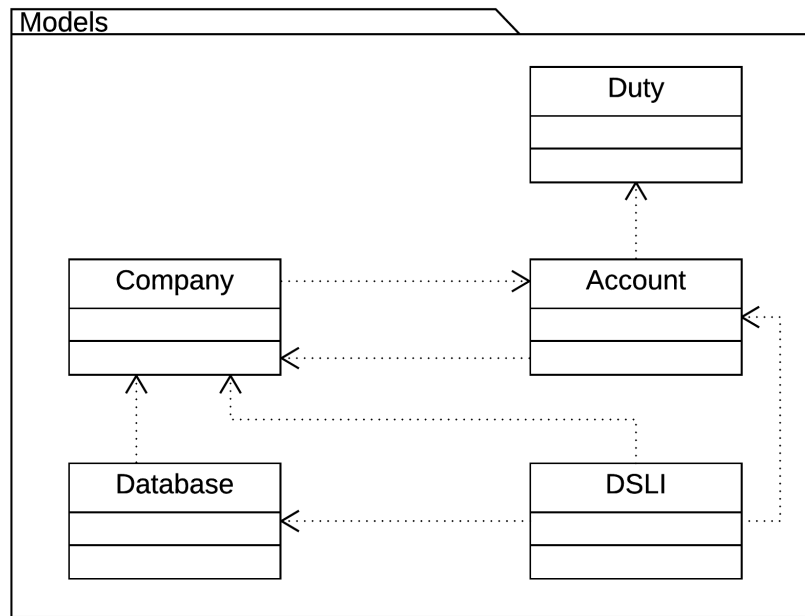 Models
Duty
Company
Account
Database
DSLI